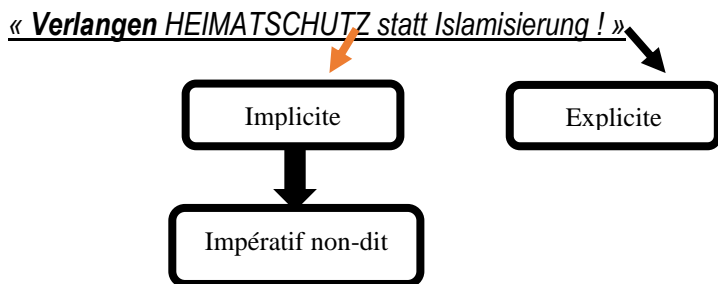 « Verlangen HEIMATSCHUTZ statt Islamisierung ! »
Implicite Explicite
Impératif non-dit